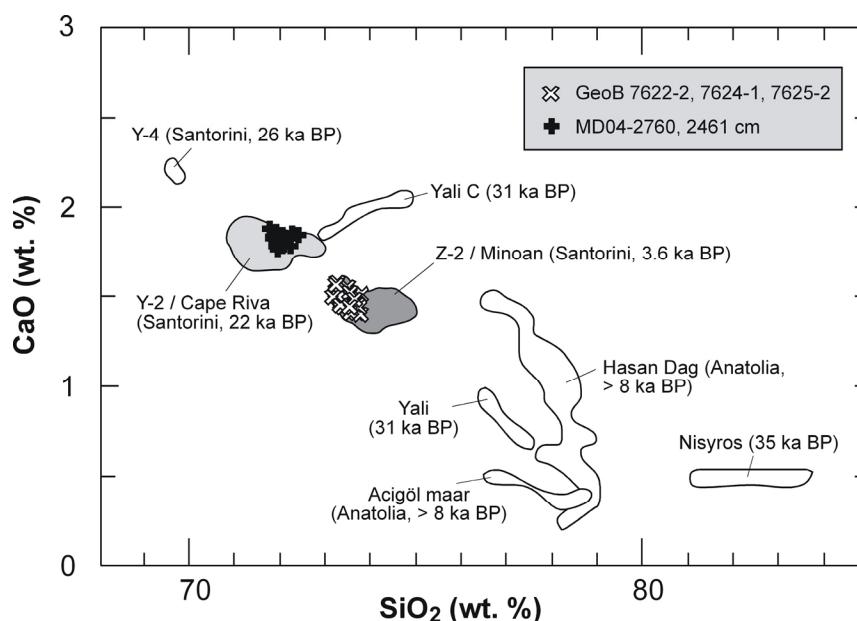 3
GeoB 7622-2, 7624-1, 7625-2
MD04-2760, 2461 cm
Y-4 (Santorini, 26 ka BP)
Yali C (31 ka BP)
2
Z-2 / Minoan (Santorini, 3.6 ka BP)
Y-2 / Cape Riva
(Santorini, 22 ka BP)
CaO (wt. %)
1
Hasan Dag (Anatolia,
> 8 ka BP)
Yali
(31 ka BP)
Nisyros (35 ka BP)
Acigöl maar
(Anatolia, > 8 ka BP)
0
70
80
SiO₂ (wt. %)